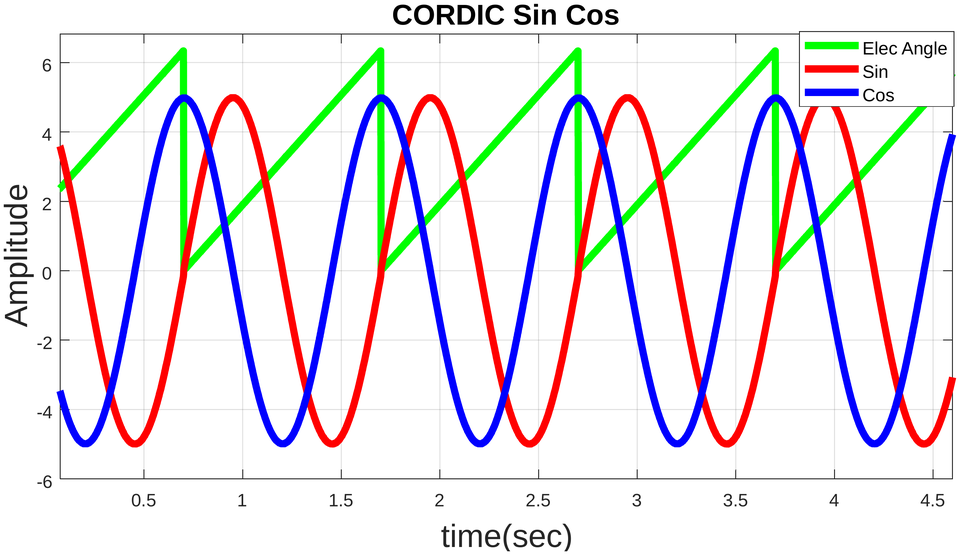 CORDIC Sin Cos
Elec Angle
Sin
Cos
6
4
2
0
-2
-4
-6
Amplitude
0.5 1 1.5 2 2.5 3 3.5 4 4.5
time(sec)